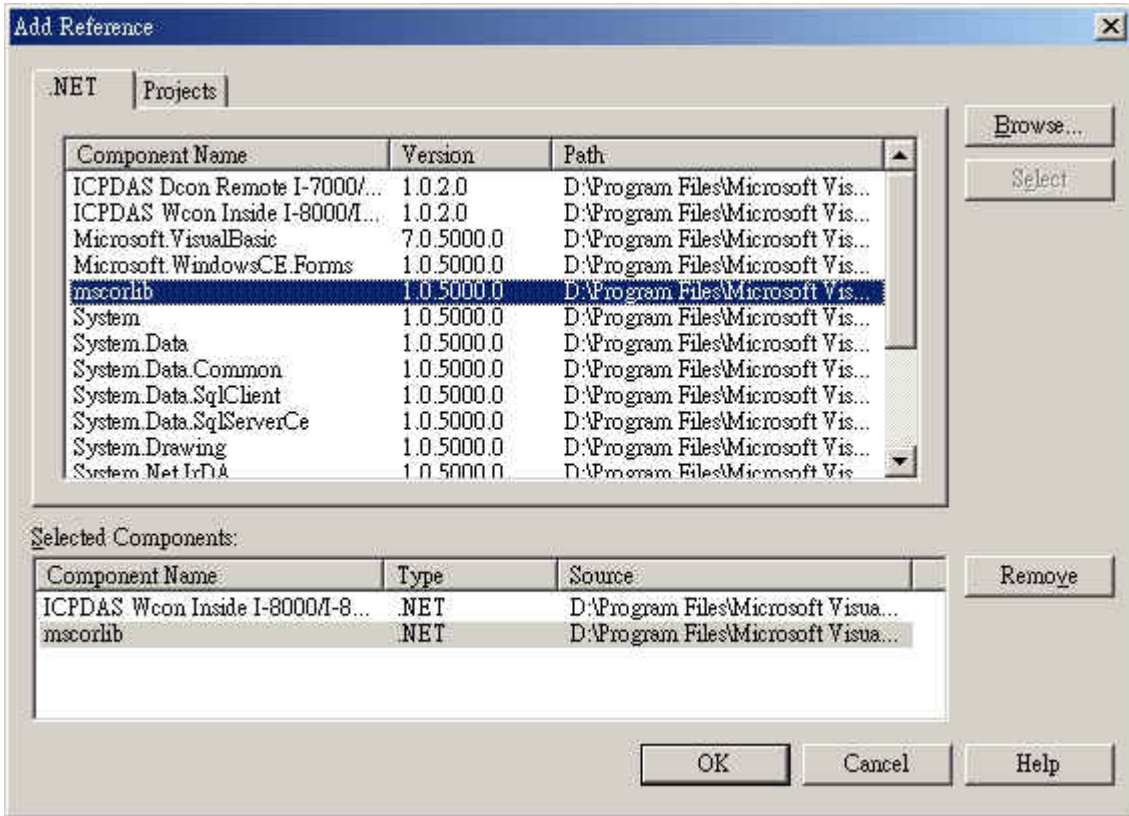 Add Reference
.NET Projects
Browse...
Select
Component Name Version Path
ICPDAS Dcon Remote I-7000/... 1.0.2.0 D:\Program Files\Microsoft Vis...
ICPDAS Wcon Inside I-8000/I... 1.0.2.0 D:\Program Files\Microsoft Vis...
Microsoft.VisualBasic 7.0.5000.0 D:\Program Files\Microsoft Vis...
Microsoft.WindowsCE.Forms 1.0.5000.0 D:\Program Files\Microsoft Vis...
mscorlib 1.0.5000.0 D:\Program Files\Microsoft Vis...
System 1.0.5000.0 D:\Program Files\Microsoft Vis...
System.Data 1.0.5000.0 D:\Program Files\Microsoft Vis...
System.Data.Common 1.0.5000.0 D:\Program Files\Microsoft Vis...
System.Data.SqlClient 1.0.5000.0 D:\Program Files\Microsoft Vis...
System.Data.SqlServerCe 1.0.5000.0 D:\Program Files\Microsoft Vis...
System.Drawing 1.0.5000.0 D:\Program Files\Microsoft Vis...
System.Net.IrDA 1.0.5000.0 D:\Program Files\Microsoft Vis...
Selected Components:
Component Name Type Source
Remove
ICPDAS Wcon Inside I-8000/I-8... .NET D:\Program Files\Microsoft Visua...
mscorlib .NET D:\Program Files\Microsoft Visua...
OK Cancel Help